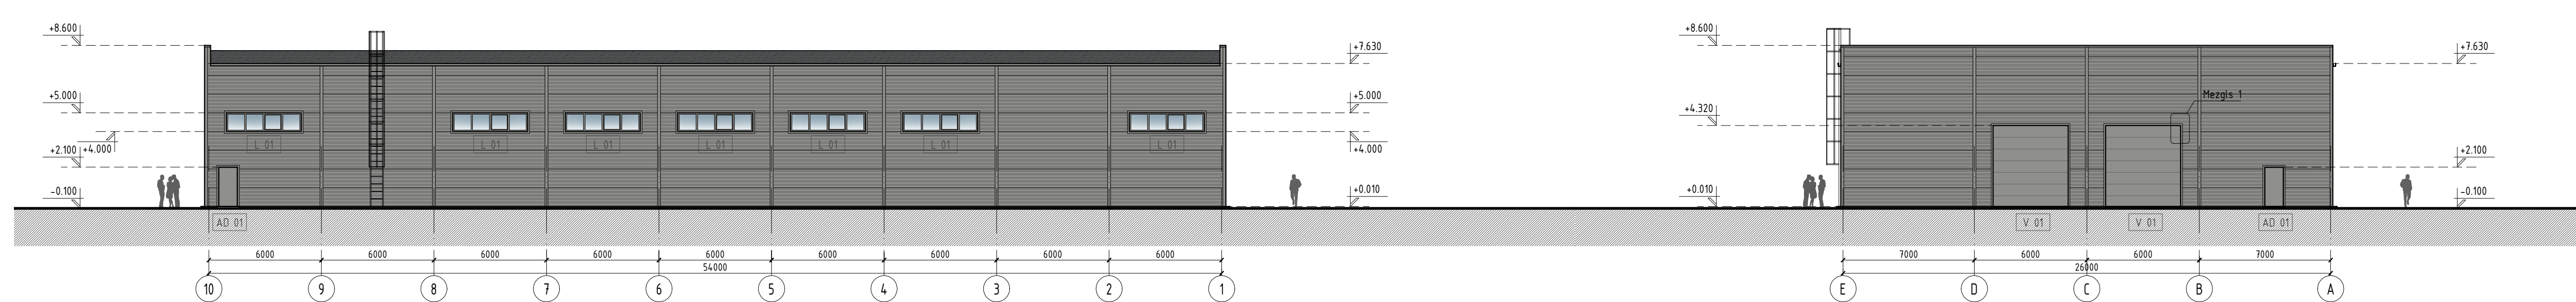 +8.600
+5.000
+4.000
+2.100
-0.100
L 01
L 01
L 01
L 01
L 01
L 01
L 01
AD 01
+7.630
+5.000
+4.000
+0.010
6000 6000 6000 6000 6000 6000 6000 6000 6000
54000
10 9 8 7 6 5 4 3 2 1
+8.600
+4.320
+0.010
Mezgls 1
V 01 V 01 AD 01
+7.630
+2.100
-0.100
7000 6000 6000 7000
26000
E D C B A